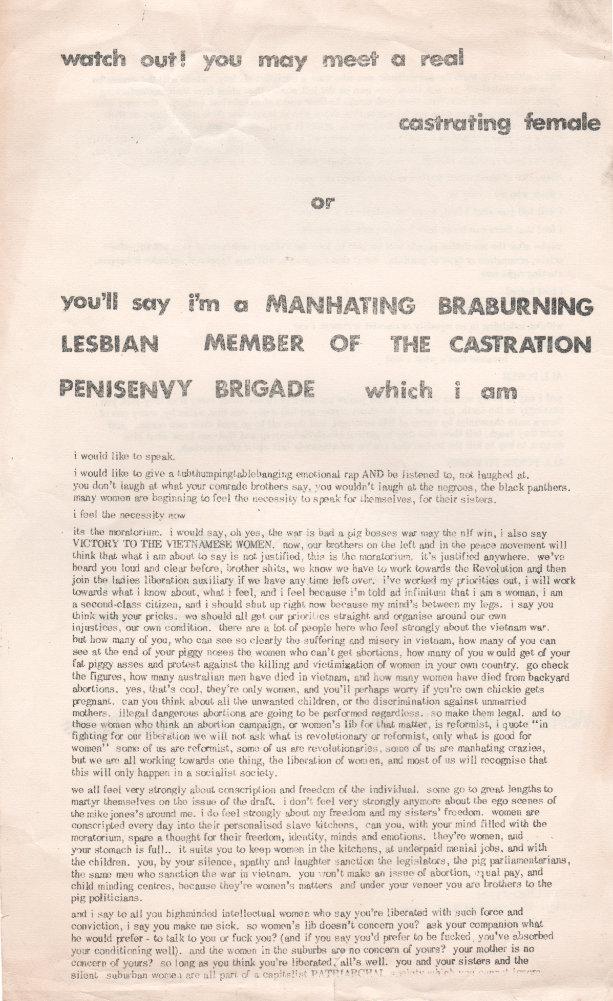 watch out! you may meet a real
castrating female
or
you'll say i'm a MANHATING BRABURNING
LESBIAN MEMBER OF THE CASTRATION
PENISENVY BRIGADE which i am
i would like to speak.
i would like to give a tubthumpingtablebanging emotional rap AND be listened to, not laughed at.
you don't laugh at what your comrade brothers say, you wouldn't laugh at the negroes, the black panthers.
many women are beginning to feel the necessity to speak for themselves, for their sisters.
i feel the necessity now
its the moratorium. i would say, oh yes, the war is bad a pig bosses war may the nlf win, i also say
VICTORY TO THE VIETNAMESE WOMEN. now, our brothers on the left and in the peace movement will
think that what i am about to say is not justified, this is the moratorium. it's justified anywhere. we've
heard you loud and clear before, brother shits, we know we have to work towards the Revolution and then
join the ladies liberation auxiliary if we have any time left over. i've worked my priorities out, i will work
towards what i know about, what i feel, and i feel because i'm told ad infinitum that i am a woman, i am
a second-class citizen, and i should shut up right now because my mind's between my legs. i say you
think with your pricks. we should all get our priorities straight and organise around our own
injustices, our own condition. there are a lot of people here who feel strongly about the vietnam war.
but how many of you, who can see so clearly the suffering and misery in vietnam, how many of you can
see at the end of your piggy noses the women who can't get abortions, how many of you would get of your
fat piggy asses and protest against the killing and victimization of women in your own country. go check
the figures, how many australian men have died in vietnam, and how many women have died from backyard
abortions. yes, that's cool, they're only women, and you'll perhaps worry if you're own chickie gets
pregnant. can you think about all the unwanted children, or the discrimination against unmarried
mothers. illegal dangerous abortions are going to be performed regardless. so make them legal. and to
those women who think an abortion campaign, or women's lib for that matter, is reformist, i quote "in
fighting for our liberation we will not ask what is revolutionary or reformist, only what is good for
women" some of us are reformist, some of us are revolutionaries, some of us are manhating crazies,
but we are all working towards one thing, the liberation of women, and most of us will recognise that
this will only happen in a socialist society.
we all feel very strongly about conscription and freedom of the individual. some go to great lengths to
martyr themselves on the issue of the draft. i don't feel very strongly anymore about the ego scenes of
the mike jones's around me. i do feel strongly about my freedom and my sisters' freedom. women are
conscripted every day into their personalised slave kitchens, can you, with your mind filled with the
moratorium, spare a thought for their freedom, identity, minds and emotions. they're women, and
your stomach is full.. it suits you to keep women in the kitchens, at underpaid menial jobs, and with
the children. you, by your silence, apathy and laughter sanction the legislators, the pig parliamentarians,
the same men who sanction the war in vietnam. you won't make an issue of abortion, equal pay, and
child minding centres, because they're women's matters and under your veneer you are brothers to the
pig politicians.
and i say to all you highminded intellectual women who say you're liberated with such force and
conviction, i say you make me sick. so women's lib doesn't concern you? ask your companion what
he would prefer - to talk to you or fuck you? (and if you say you'd prefer to be fucked, you've absorbed
your conditioning well). and the women in the suburbs are no concern of yours? your mother is no
concern of yours? so long as you think you're liberated, all's well. you and your sisters and the
silent suburban women are all part of a capitalist PATRIARCHAL society which you cannot